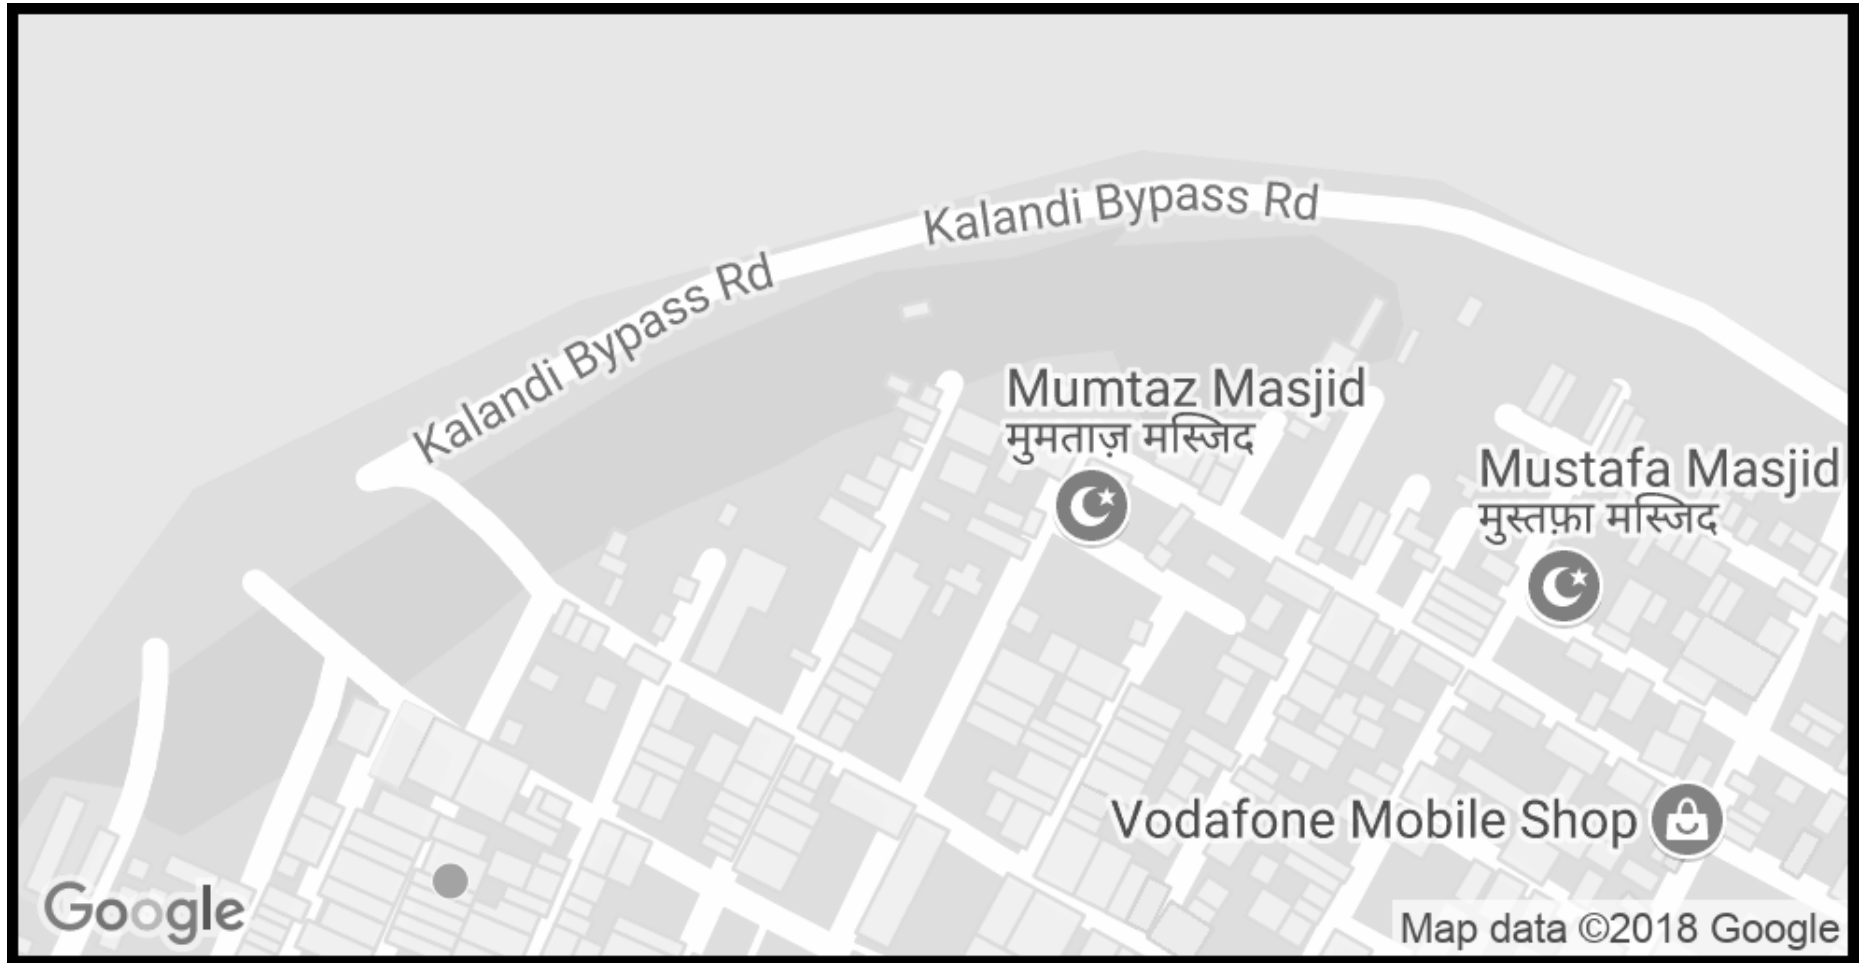 Kalandi Bypass Rd
Kalandi Bypass Rd
Mumtaz Masjid
मुमताज़ मस्जिद
Mustafa Masjid
मुस्तफ़ा मस्जिद
Vodafone Mobile Shop
Google
Map data ©2018 Google